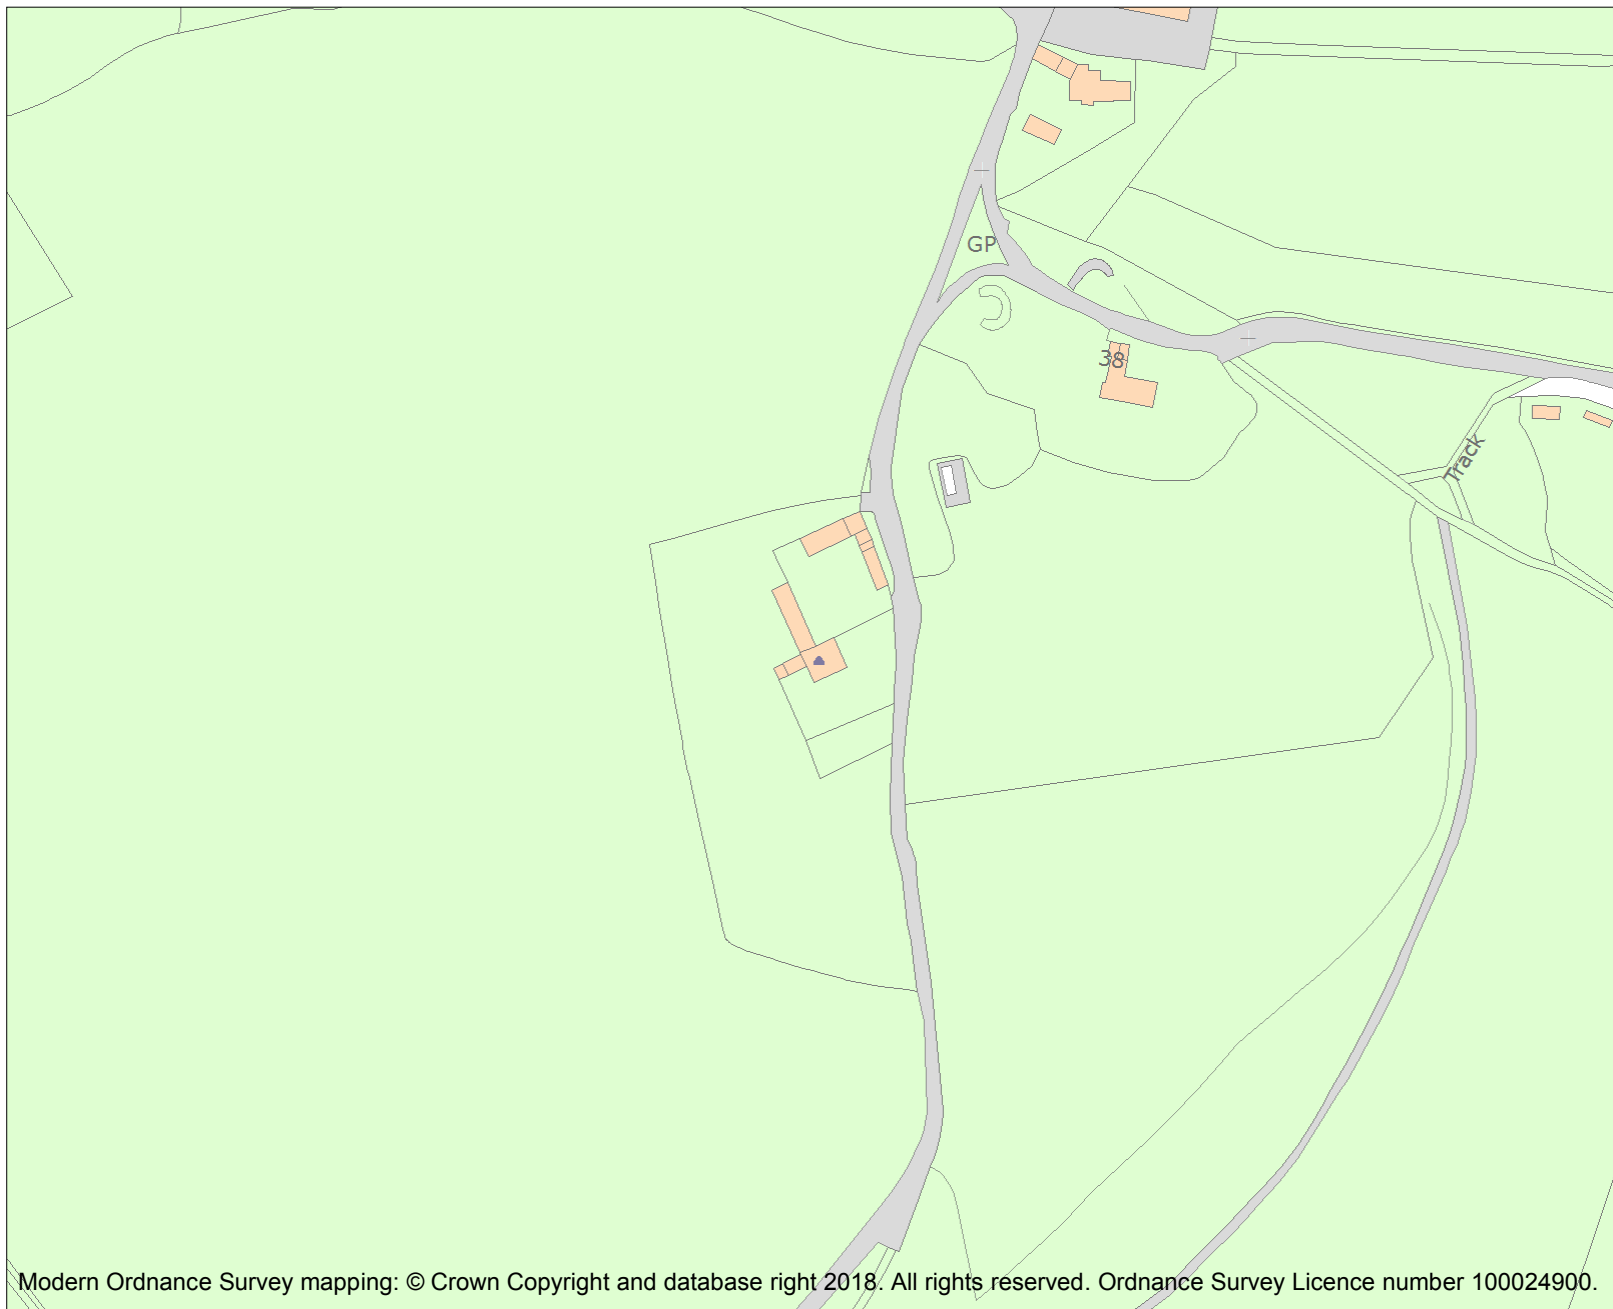 GP
38
Track
Modern Ordnance Survey mapping: © Crown Copyright and database right 2018. All rights reserved. Ordnance Survey Licence number 100024900.